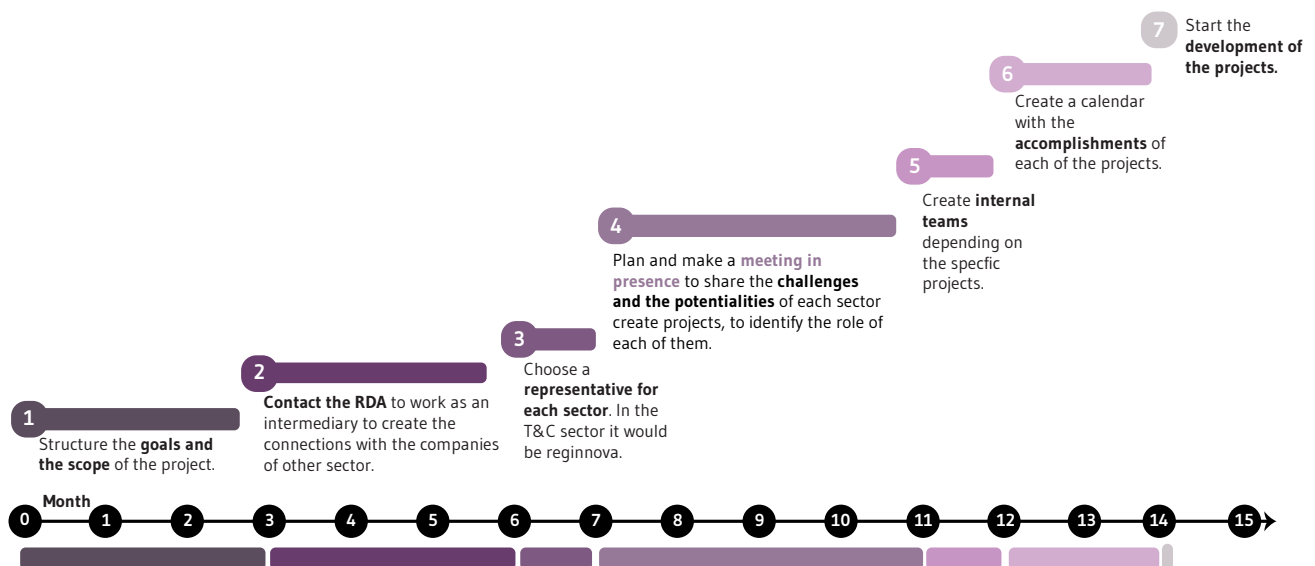 1
Structure the goals and
the scope of the project.
2
Contact the RDA to work as an
intermediary to create the
connections with the companies
of other sector.
3
Choose a
representative for
each sector. In the
T&C sector it would
be reginnova.
4
Plan and make a meeting in
presence to share the challenges
and the potentialities of each sector
create projects, to identify the role of
each of them.
5
Create internal
teams
depending on
the specfic
projects.
6
Create a calendar
with the
accomplishments of
each of the projects.
7
Start the
development of
the projects.
Month
0 1 2 3 4 5 6 7 8 9 10 11 12 13 14 15